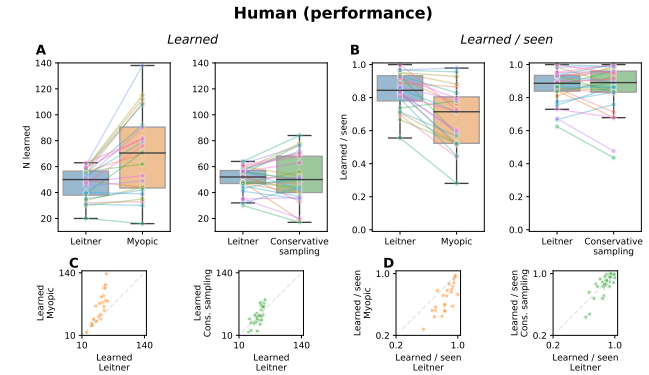 Human (performance)
Learned
Learned / seen
A
B
N learned
140
120
100
80
60
40
20
Leitner
Myopic
140
120
100
80
60
40
20
Leitner
Conservative
sampling
Learned / seen
1.0
0.8
0.6
0.4
0.2
0.0
Leitner
Myopic
1.0
0.8
0.6
0.4
0.2
0.0
Leitner
Conservative
sampling
C
D
Learned
Myopic
140
10
10
140
Learned
Leitner
Learned
Cons. sampling
140
10
10
140
Learned
Leitner
Learned / seen
Myopic
1.0
0.2
0.2
1.0
Learned / seen
Leitner
Learned / seen
Cons. sampling
1.0
0.2
0.2
1.0
Learned / seen
Leitner